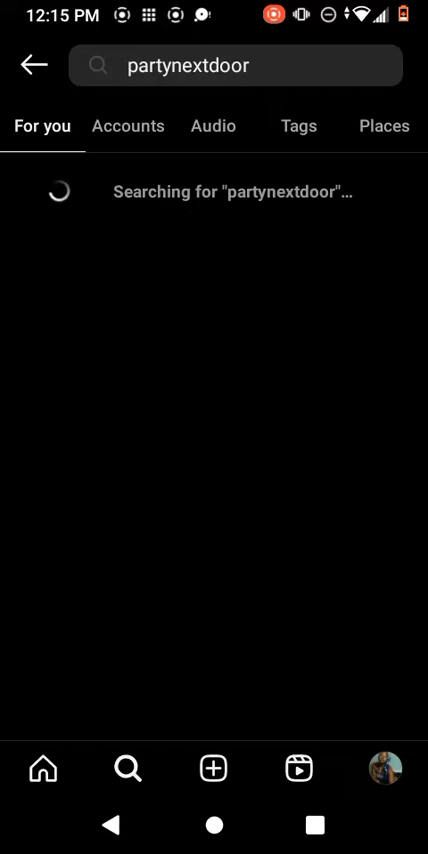 12:15 PM
partynextdoor
For you Accounts Audio Tags Places
Searching for "partynextdoor"...